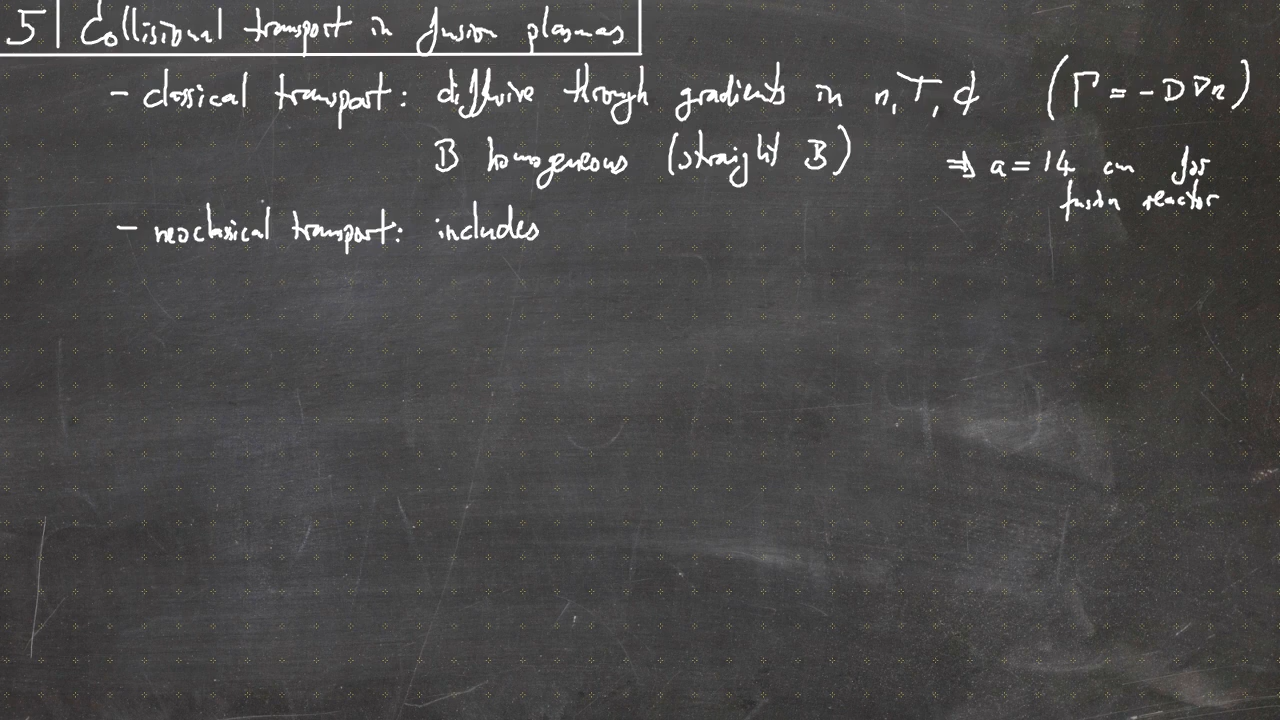 5 | Collisional transport in fusion plasmas
- classical transport: diffusive through gradients in n, T, ϕ (Γ = - D ∇n)
B homogeneous (straight B) ⇒ a = 14 cm for fusion reactor
- neoclassical transport: includes